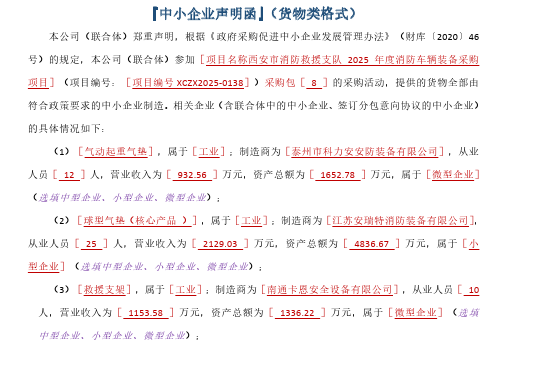 『中小企业声明函』（货物类格式）
本公司（联合体）郑重声明，根据《政府采购促进中小企业发展管理办法》（财库〔2020〕46
号）的规定，本公司（联合体）参加［项目名称西安市消防救援支队 2025 年度消防车辆装备采购
项目］（项目编号：［项目编号 XCZX2025-0138］）采购包［ 8 ］的采购活动，提供的货物全部由
符合政策要求的中小企业制造。相关企业（含联合体中的中小企业、签订分包意向协议的中小企业）
的具体情况如下：
（1）［气动起重气垫］，属于［工业］；制造商为［泰州市科力安安防装备有限公司］，从业
人员［ 12 ］人，营业收入为［ 932.56 ］万元，资产总额为［ 1652.78 ］万元，属于［微型企业］
（选填中型企业、小型企业、微型企业）；
（2）［球型气垫（核心产品 ）］，属于［工业］；制造商为［江苏安瑞特消防装备有限公司］，
从业人员［ 25 ］人，营业收入为［ 2129.03 ］万元，资产总额为［ 4836.67 ］万元，属于［小
型企业］（选填中型企业、小型企业、微型企业）；
（3）［救援支架］，属于［工业］；制造商为［南通卡恩安全设备有限公司］，从业人员［ 10
人，营业收入为［ 1153.58 ］万元，资产总额为［ 1336.22 ］万元，属于［微型企业］（选填
中型企业、小型企业、微型企业）；